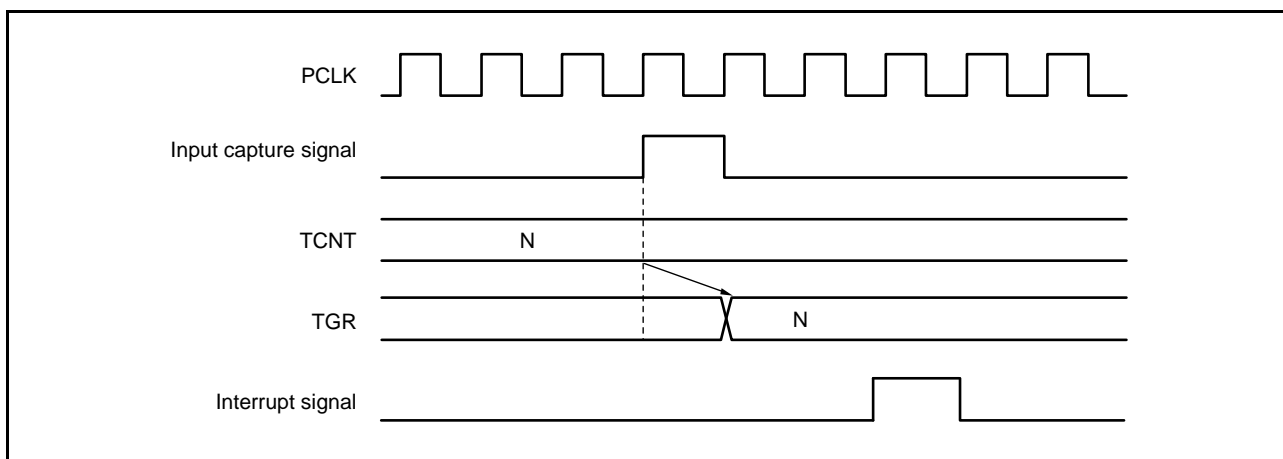 PCLK
Input capture signal
TCNT
N
TGR
N
Interrupt signal